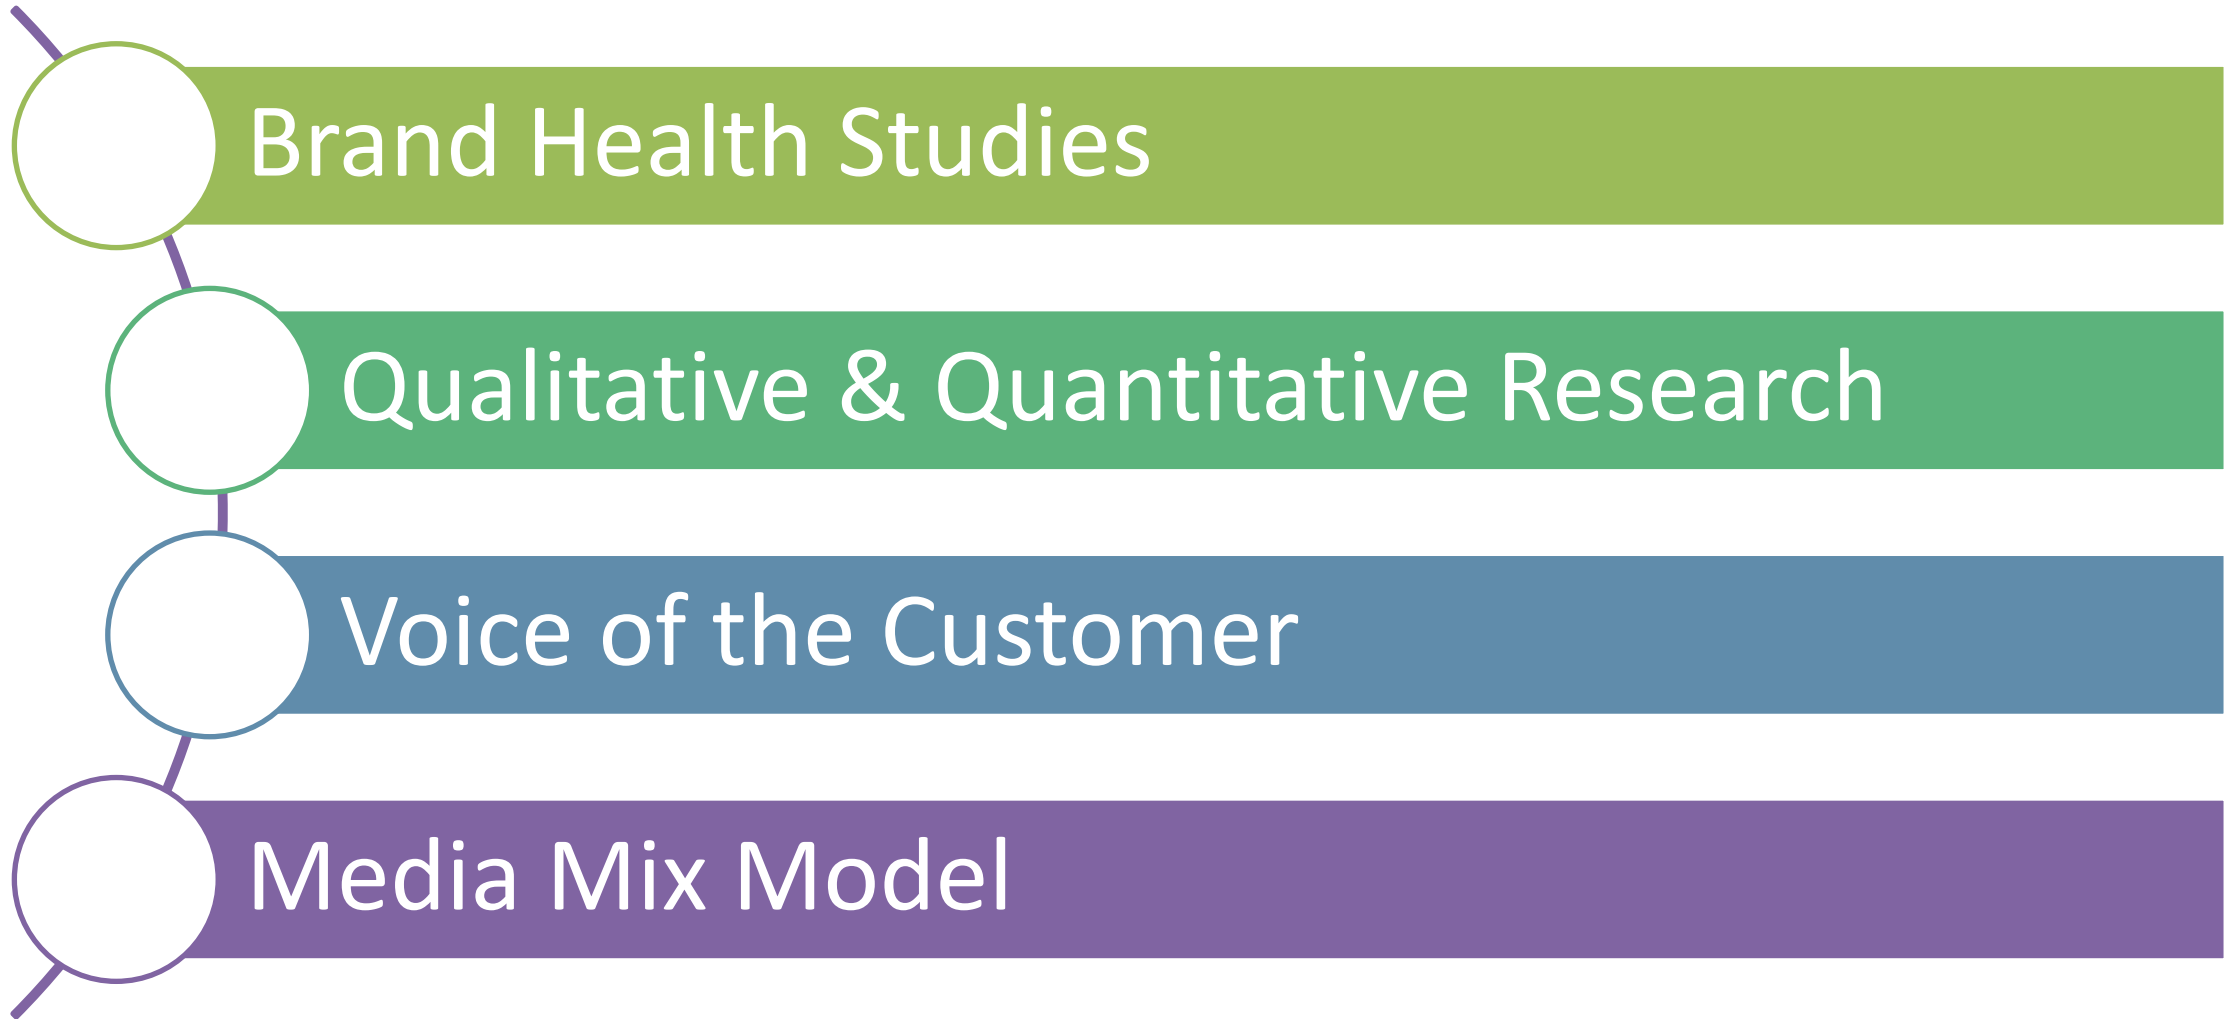 Brand Health Studies
Qualitative & Quantitative Research
Voice of the Customer
Media Mix Model